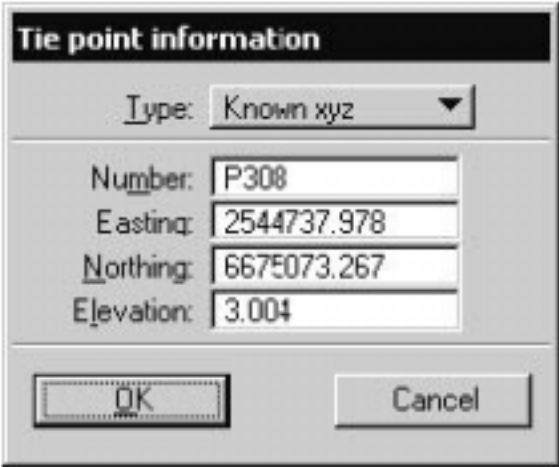 Tie point information
Type: Known xyz
Number: P308
Easting: 2544737.978
Northing: 6675073.267
Elevation: 3.004
OK Cancel